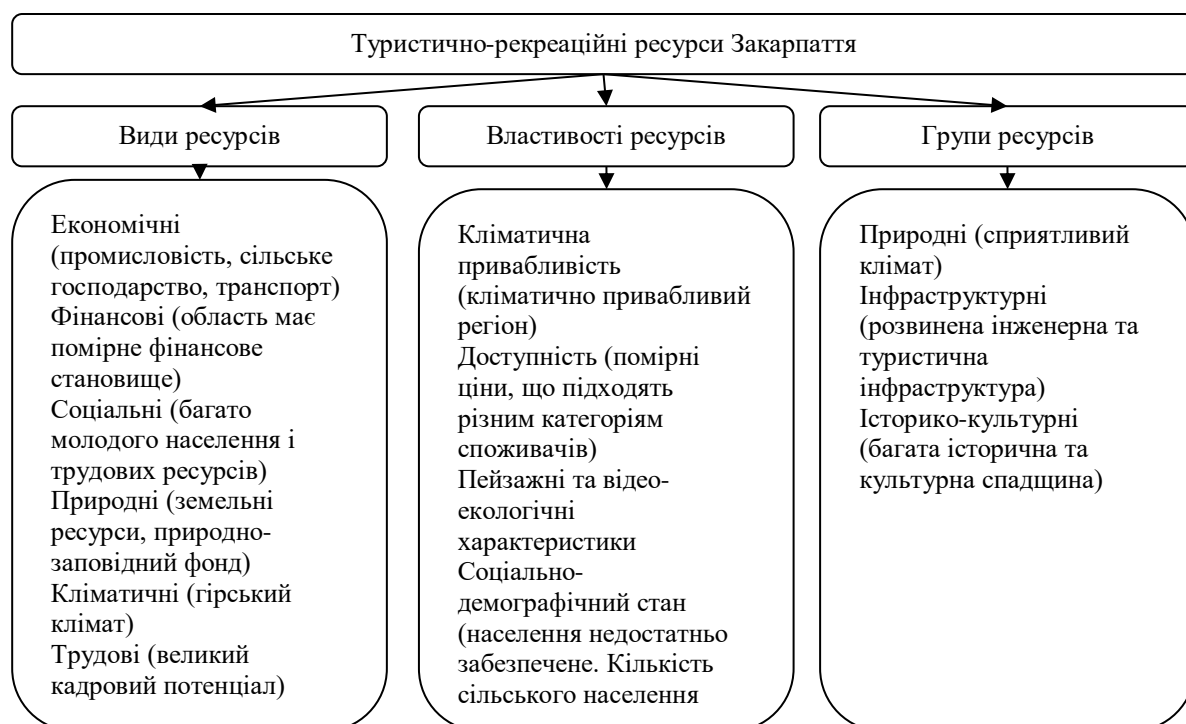 Туристично-рекреаційні ресурси Закарпаття
Види ресурсів
Властивості ресурсів
Групи ресурсів
Економічні
(промисловість, сільське
господарство, транспорт)
Фінансові (область має
помірне фінансове
становище)
Соціальні (багато
молодого населення і
трудових ресурсів)
Природні (земельні
ресурси, природно-
заповідний фонд)
Кліматичні (гірський
клімат)
Трудові (великий
кадровий потенціал)
Кліматична
привабливість
(кліматично привабливий
регіон)
Доступність (помірні
ціни, що підходять
різним категоріям
споживачів)
Пейзажні та відео-
екологічні
характеристики
Соціально-
демографічний стан
(населення недостатньо
забезпечене. Кількість
сільського населення
Природні (сприятливий
клімат)
Інфраструктурні
(розвинена інженерна та
туристична
інфраструктура)
Історико-культурні
(багата історична та
культурна спадщина)